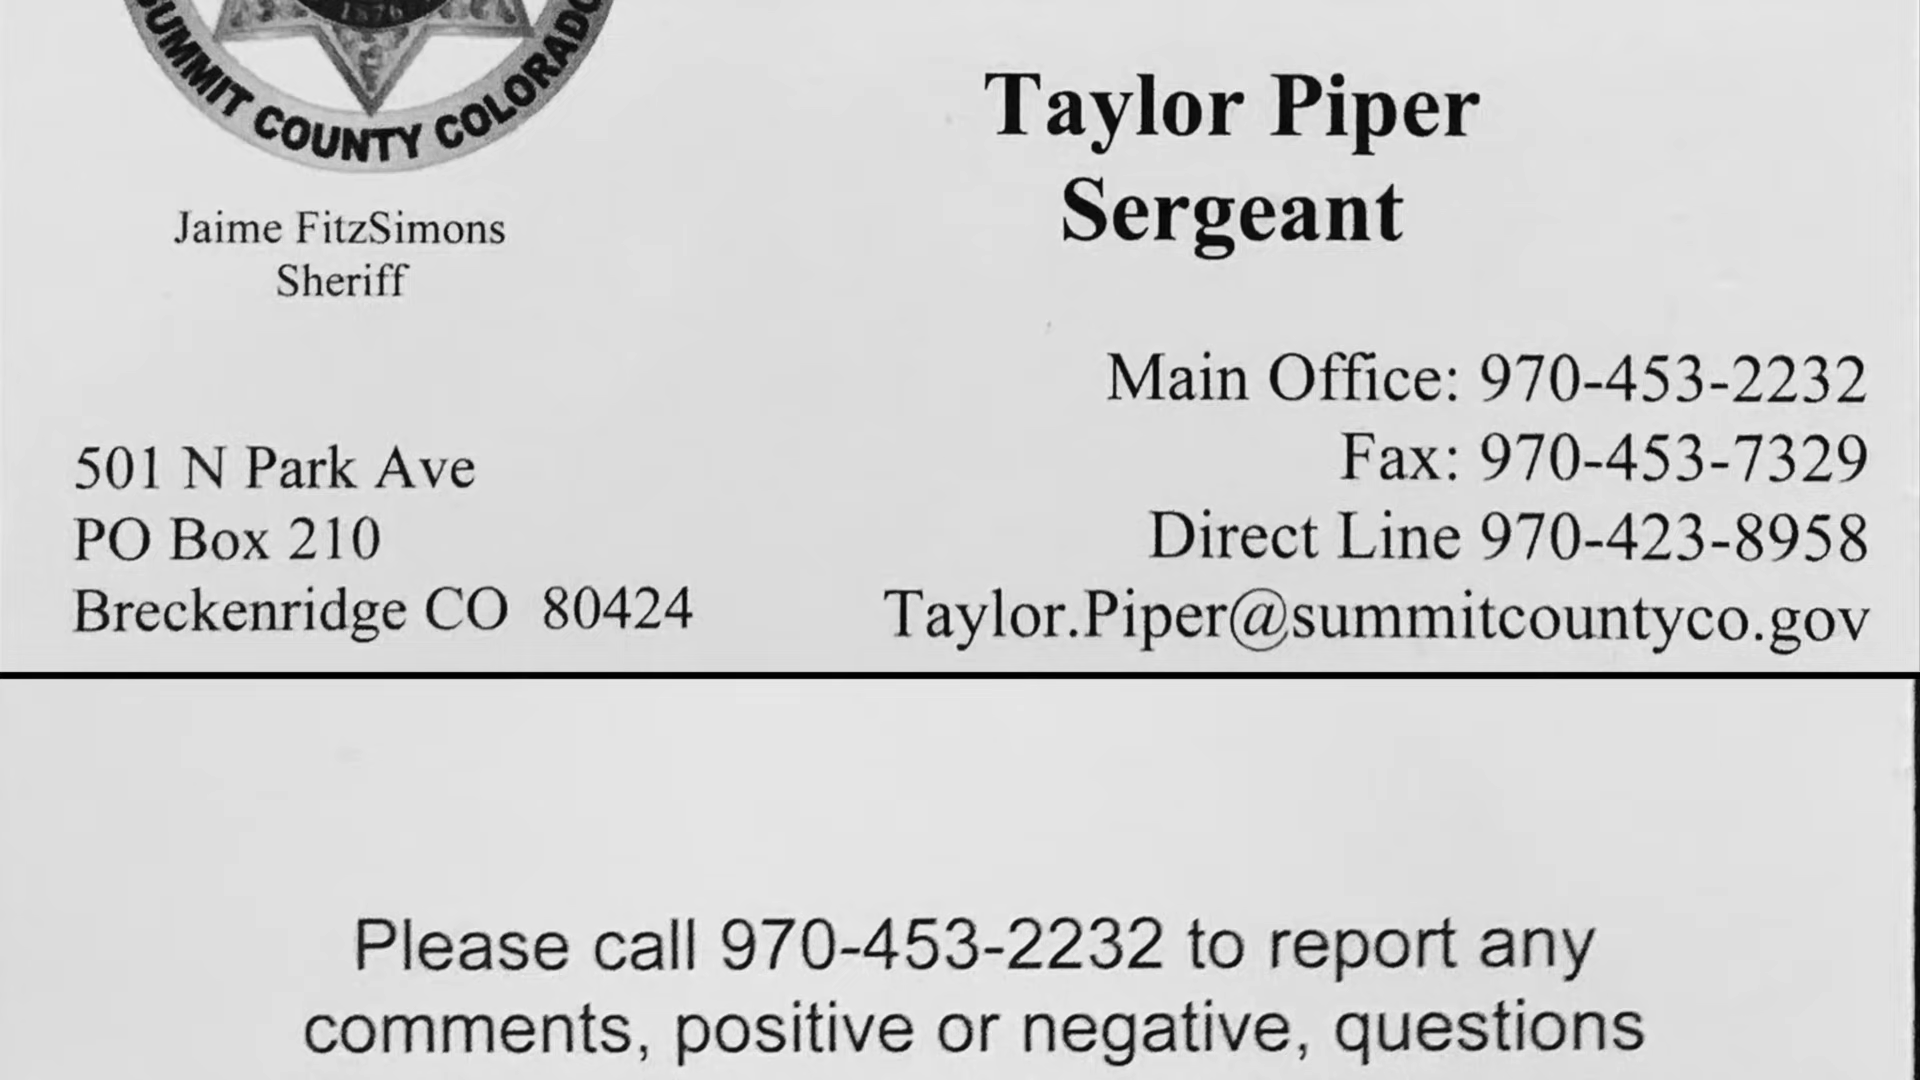 1876
SUMMIT COUNTY COLORADO
Jaime FitzSimons
Sheriff
501 N Park Ave
PO Box 210
Breckenridge CO 80424
Taylor Piper
Sergeant
Main Office: 970-453-2232
Fax: 970-453-7329
Direct Line 970-423-8958
Taylor.Piper@summitcountyco.gov
Please call 970-453-2232 to report any
comments, positive or negative, questions